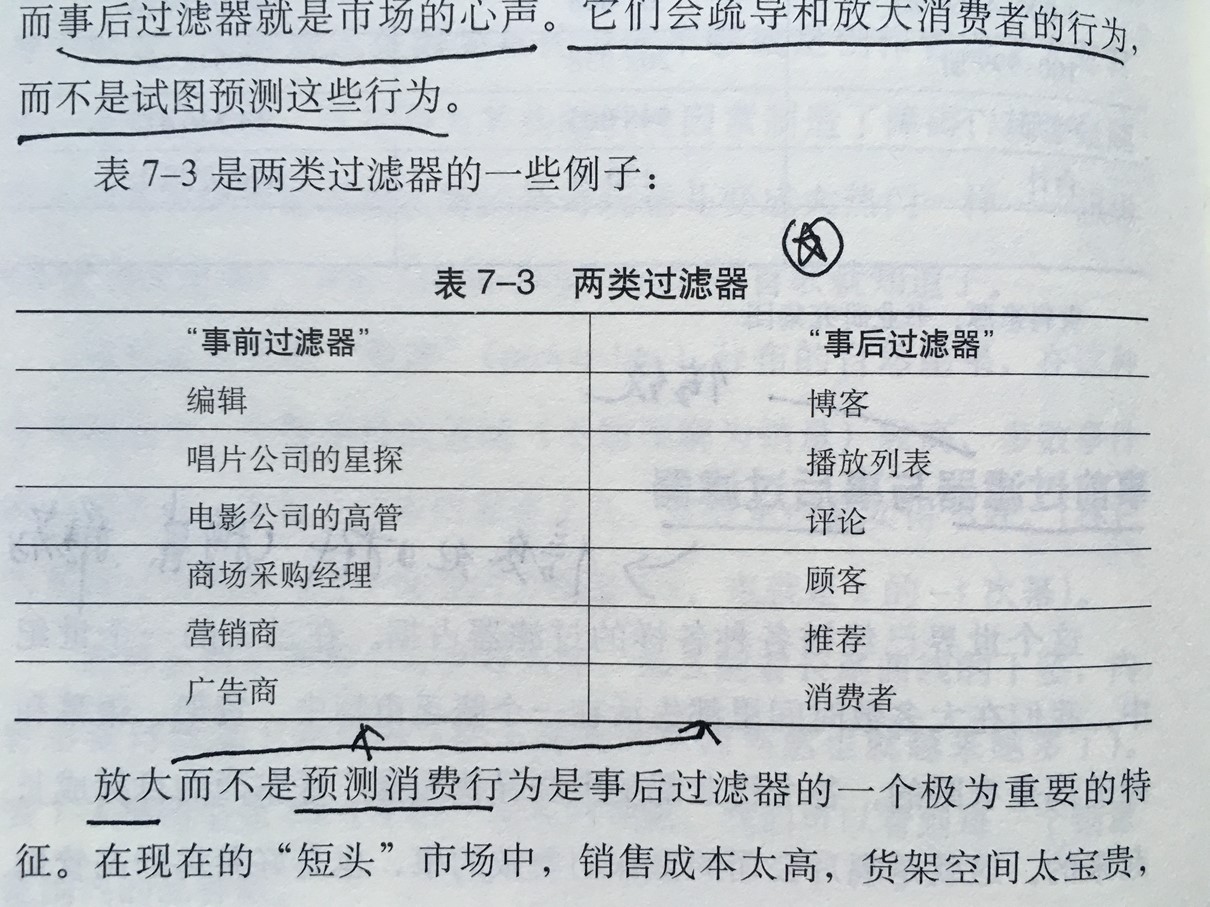 而事后过滤器就是市场的心声。它们会疏导和放大消费者的行为，
而不是试图预测这些行为。
表 7–3 是两类过滤器的一些例子：
表 7–3 两类过滤器
“事前过滤器” “事后过滤器”
编辑 博客
唱片公司的星探 播放列表
电影公司的高管 评论
商场采购经理 顾客
营销商 推荐
广告商 消费者
放大而不是预测消费行为是事后过滤器的一个极为重要的特
征。在现在的“短头”市场中，销售成本太高，货架空间太宝贵，